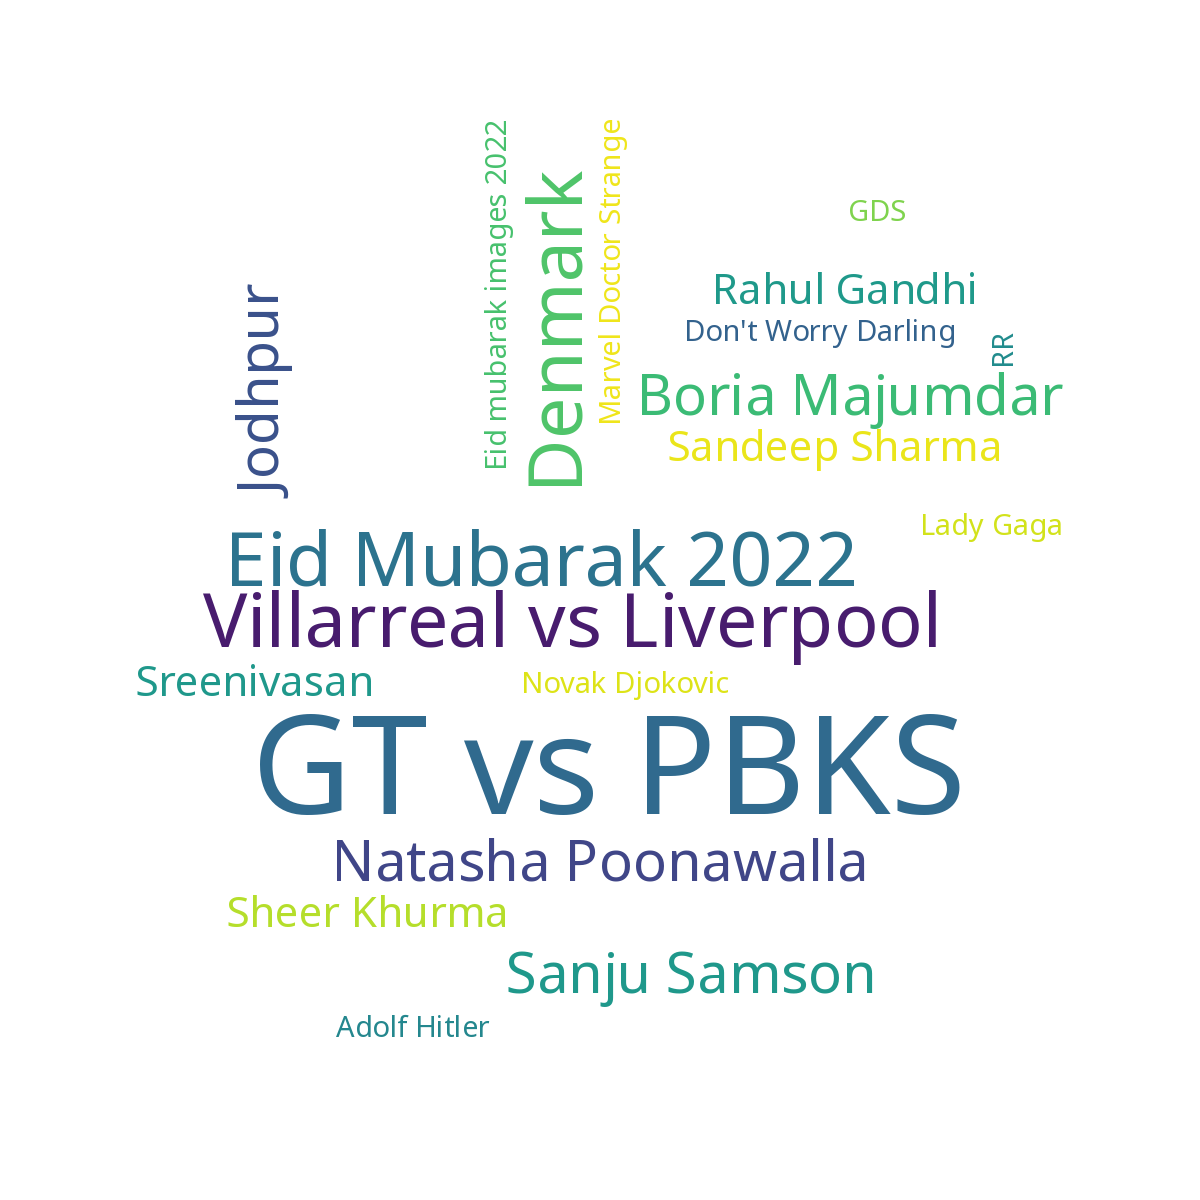 Eid mubarak images 2022
Denmark
Marvel Doctor Strange
GDS
Jodhpur
Rahul Gandhi
Don't Worry Darling
RR
Boria Majumdar
Sandeep Sharma
Lady Gaga
Eid Mubarak 2022
Villarreal vs Liverpool
Sreenivasan
Novak Djokovic
GT vs PBKS
Natasha Poonawalla
Sheer Khurma
Sanju Samson
Adolf Hitler